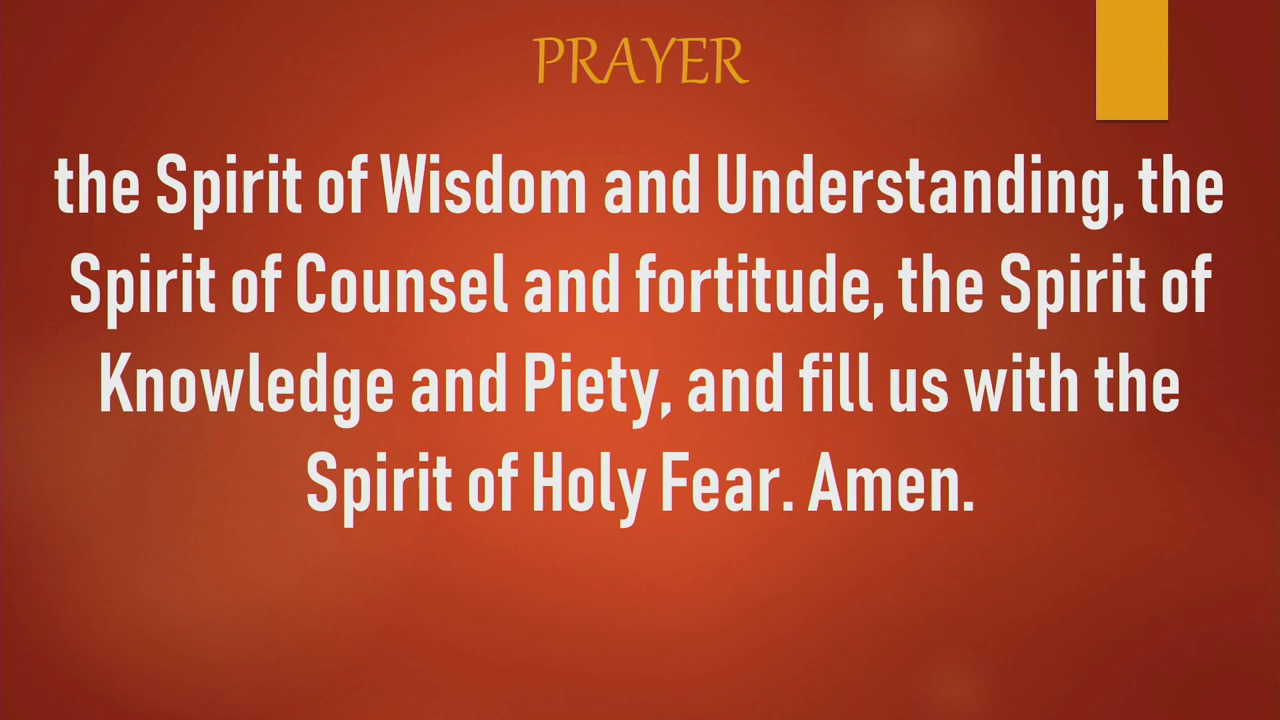 PRAYER
the Spirit of Wisdom and Understanding, the
Spirit of Counsel and fortitude, the Spirit of
Knowledge and Piety, and fill us with the
Spirit of Holy Fear. Amen.